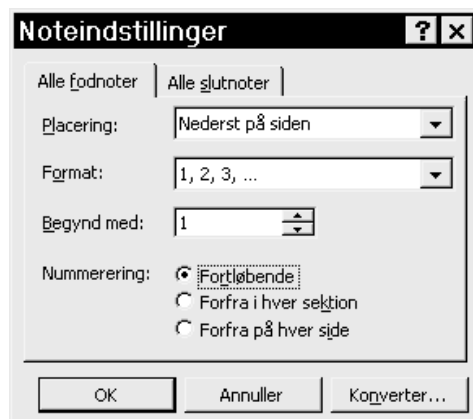 Noteindstillinger
Alle fodnoter Alle slutnoter
Placering: Nederst på siden
Format: 1, 2, 3, ...
Begynd med: 1
Nummerering: Fortløbende
Forfra i hver sektion
Forfra på hver side
OK Annuller Konverter...